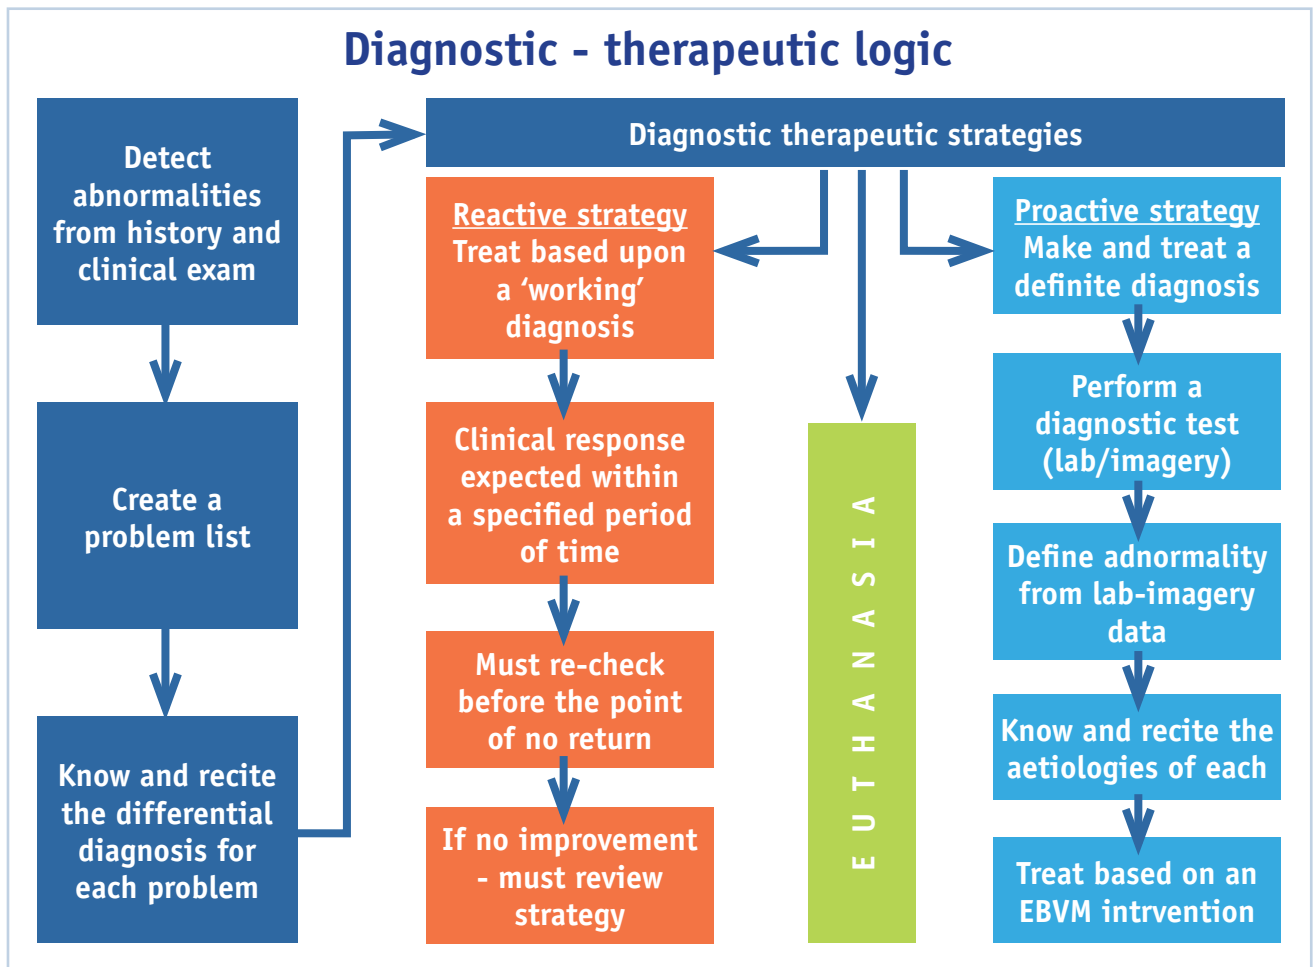 Diagnostic - therapeutic logic
Detect
abnormalities
from history and
clinical exam
Create a
problem list
Know and recite
the differential
diagnosis for
each problem
Diagnostic therapeutic strategies
Reactive strategy
Treat based upon
a ‘working’
diagnosis
Clinical response
expected within
a specified period
of time
Must re-check
before the point
of no return
If no improvement
- must review
strategy
EUTHANASIA
Proactive strategy
Make and treat a
definite diagnosis
Perform a
diagnostic test
(lab/imagery)
Define adnormality
from lab-imagery
data
Know and recite the
aetiologies of each
Treat based on an
EBVM intrvention